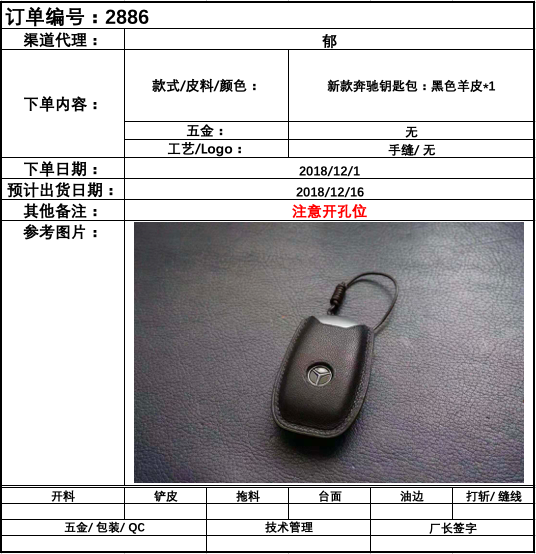 订单编号：2886
渠道代理：
郁
下单内容：
款式/皮料/颜色：
新款奔驰钥匙包：黑色羊皮*1
五金：
无
工艺/Logo：
手缝/ 无
下单日期：
2018/12/1
预计出货日期：
2018/12/16
其他备注：
注意开孔位
参考图片：
开料
铲皮
拖料
台面
油边
打斩/ 缝线
五金/ 包装/ QC
技术管理
厂长签字